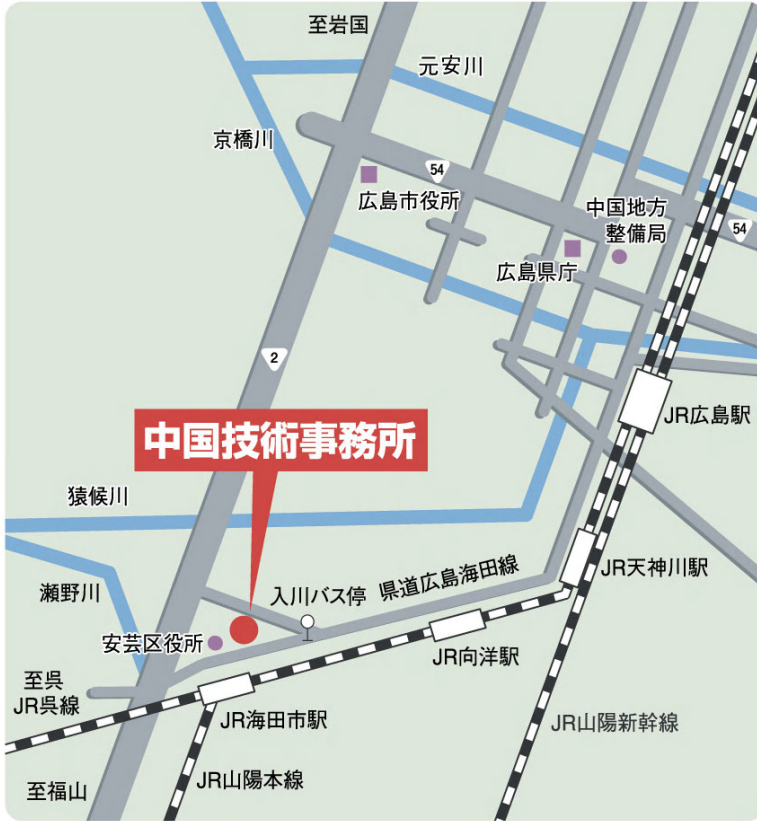 至岩国
元安川
京橋川
54
広島市役所
中国地方
整備局
54
広島県庁
2
JR広島駅
中国技術事務所
猿候川
JR天神川駅
瀬野川
入川バス停
県道広島海田線
安芸区役所
JR向洋駅
至呉
JR呉線
JR海田市駅
JR山陽新幹線
JR山陽本線
至福山